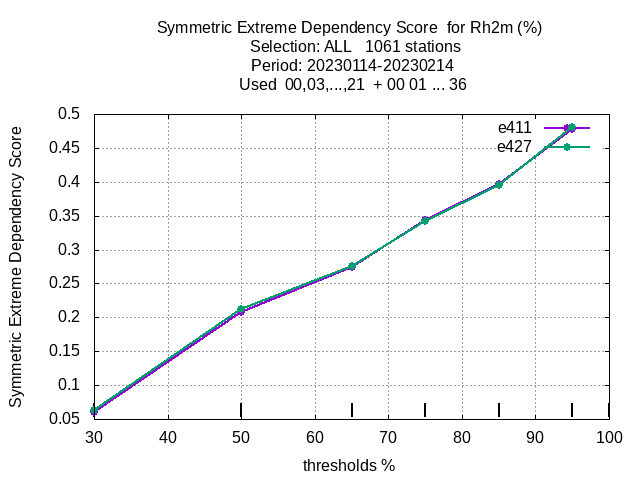 Symmetric Extreme Dependency Score  for Rh2m (%)
Selection: ALL   1061 stations
Period: 20230114-20230214
Used  00,03,...,21  + 00 01 ... 36
Symmetric Extreme Dependency Score
0.5
0.45
0.4
0.35
0.3
0.25
0.2
0.15
0.1
0.05
e411
e427
30 40 50 60 70 80 90 100
thresholds %